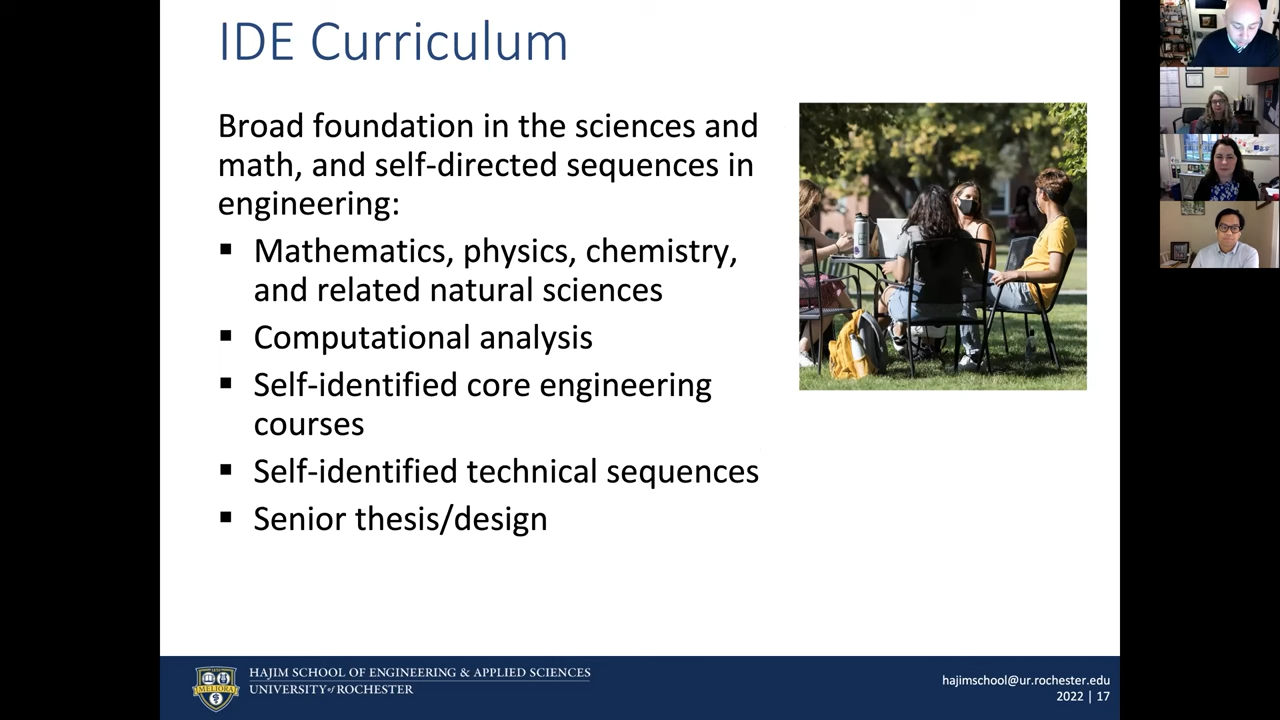 IDE Curriculum
Broad foundation in the sciences and
math, and self-directed sequences in
engineering:
▪ Mathematics, physics, chemistry,
and related natural sciences
▪ Computational analysis
▪ Self-identified core engineering
courses
▪ Self-identified technical sequences
▪ Senior thesis/design
MELIORA
HAJIM SCHOOL OF ENGINEERING & APPLIED SCIENCES
UNIVERSITY of ROCHESTER
hajimschool@ur.rochester.edu
2022 | 17